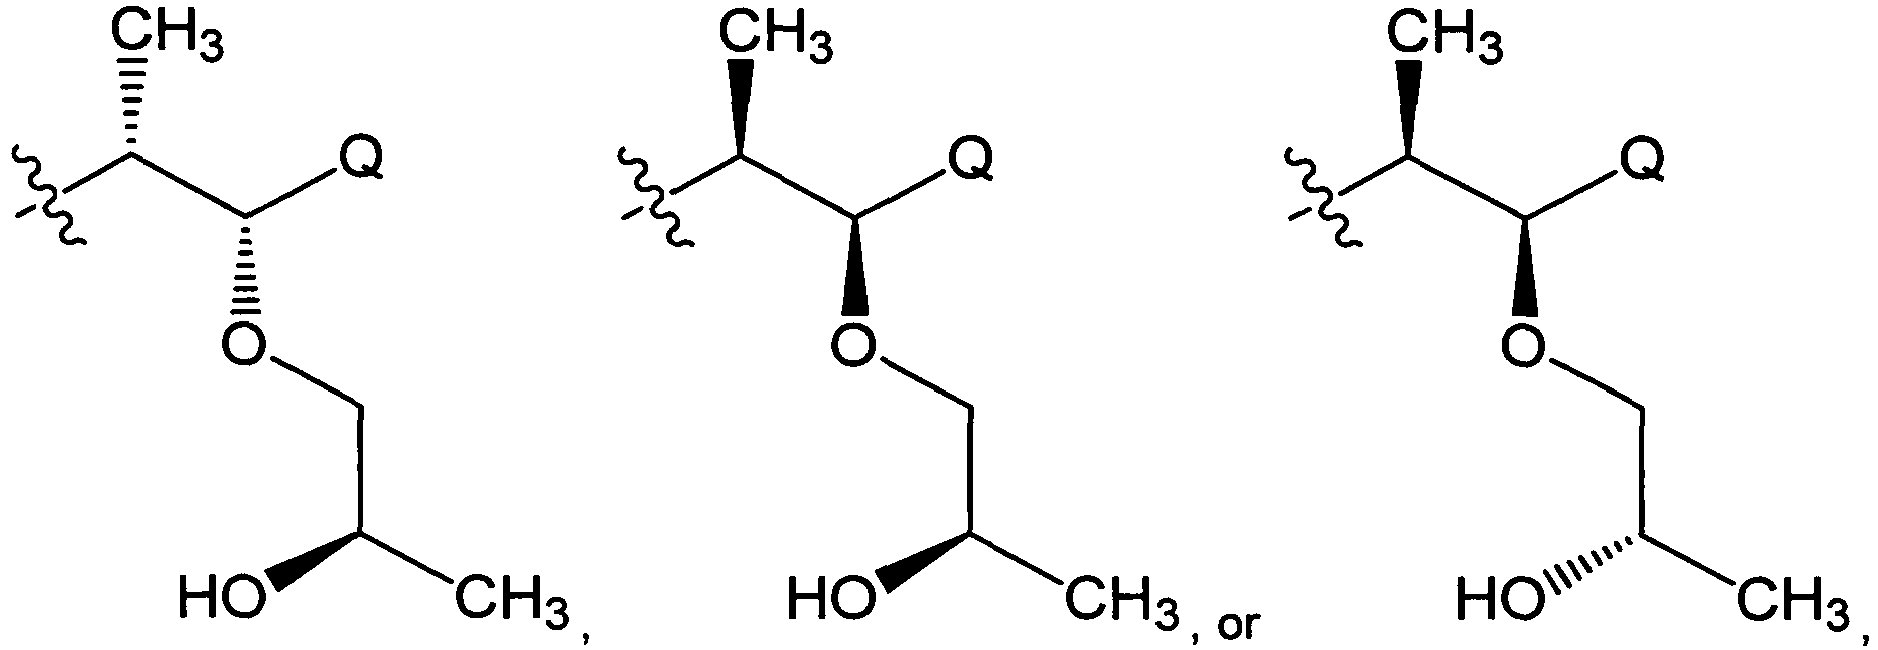 CH3 CH3 CH3
Q Q Q
O O O
HO CH3, HO CH3, or HO CH3,